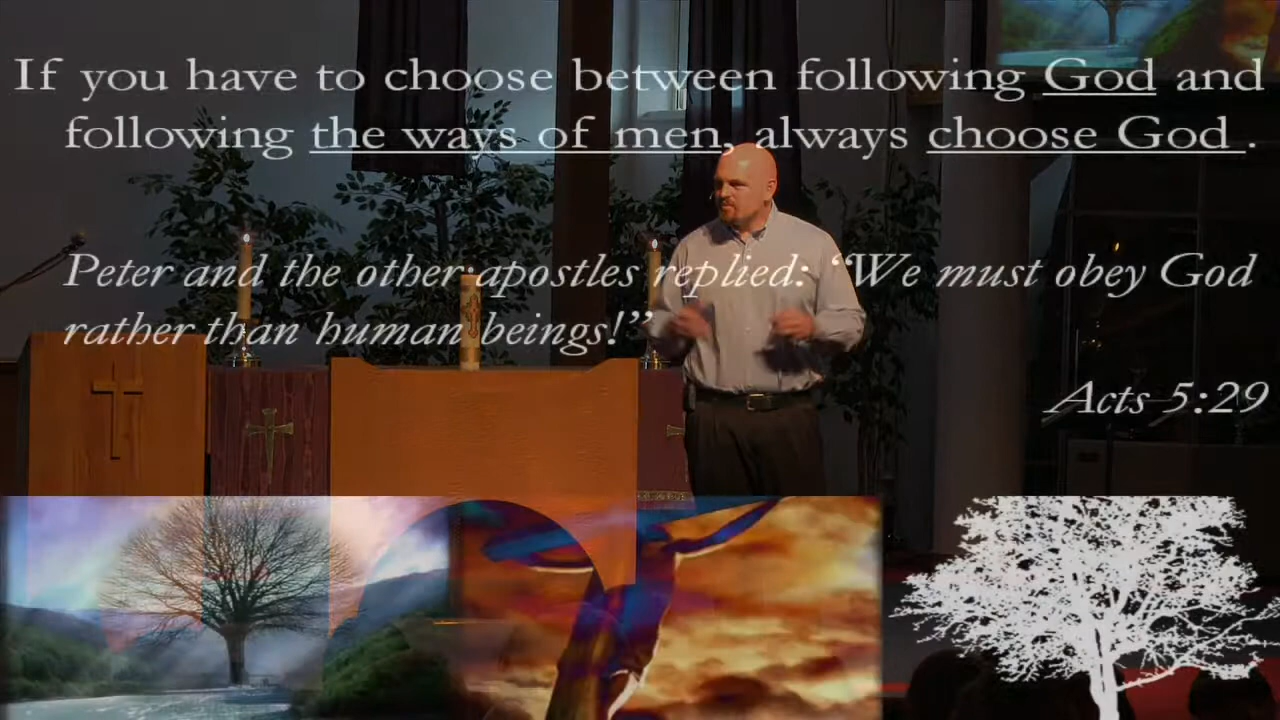 If you have to choose between following God and
following the ways of men, always choose God .
Peter and the other apostles replied: “We must obey God
rather than human beings!”
Acts 5:29